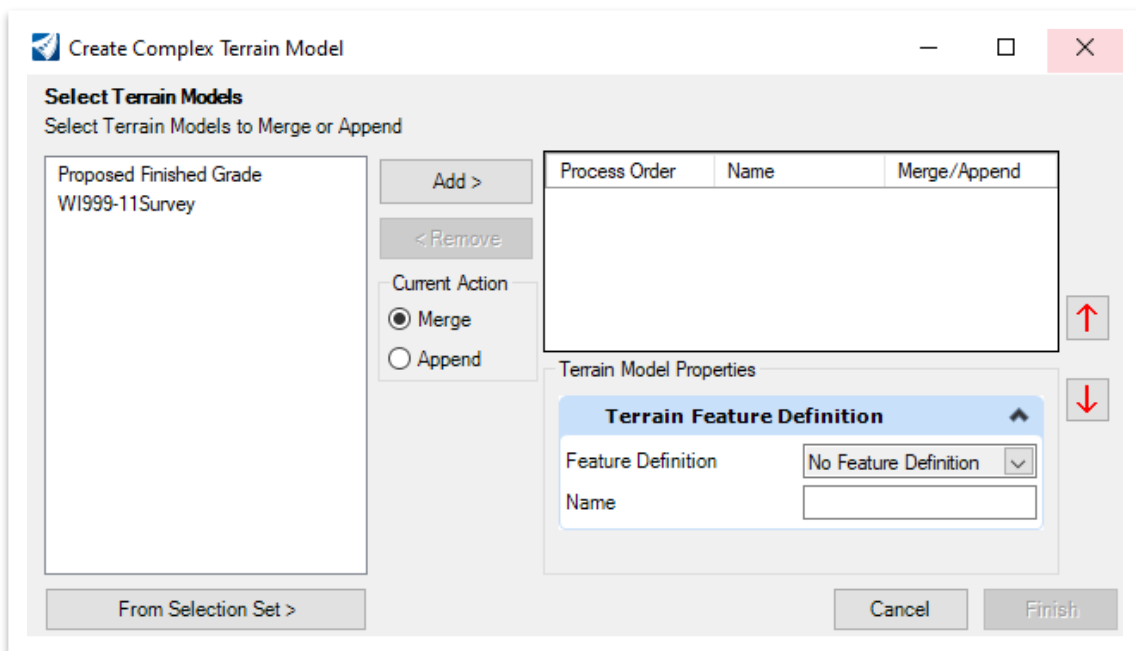 Create Complex Terrain Model
Select Terrain Models
Select Terrain Models to Merge or Append
Proposed Finished Grade
WI999-11Survey
Add >
< Remove
Current Action
Merge
Append
Process Order Name Merge/Append
Terrain Model Properties
Terrain Feature Definition
Feature Definition No Feature Definition
Name
From Selection Set >
Cancel Finish